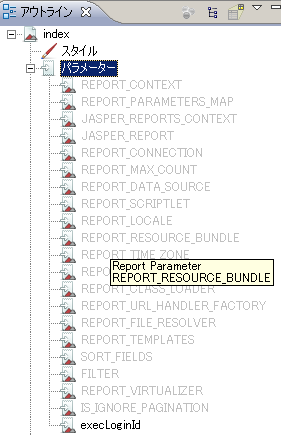 アウトライン
index
スタイル
パラメーター
REPORT_CONTEXT
REPORT_PARAMETERS_MAP
JASPER_REPORTS_CONTEXT
JASPER_REPORT
REPORT_CONNECTION
REPORT_MAX_COUNT
REPORT_DATA_SOURCE
REPORT_SCRIPTLET
REPORT_LOCALE
REPORT_RESOURCE_BUNDLE
REPORT_TIME_ZONE
Report Parameter
REPORT_RESOURCE_BUNDLE
REPORT_CLASS_LOADER
REPORT_URL_HANDLER_FACTORY
REPORT_FILE_RESOLVER
REPORT_TEMPLATES
SORT_FIELDS
FILTER
REPORT_VIRTUALIZER
IS_IGNORE_PAGINATION
execLoginId